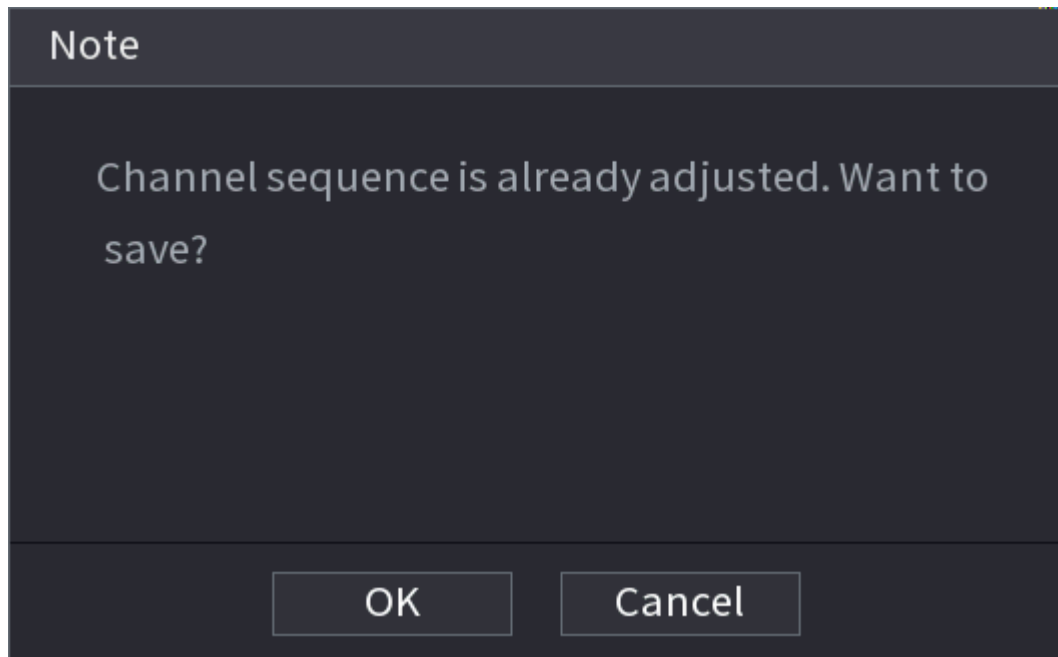 Note
Channel sequence is already adjusted. Want to
save?
OK
Cancel